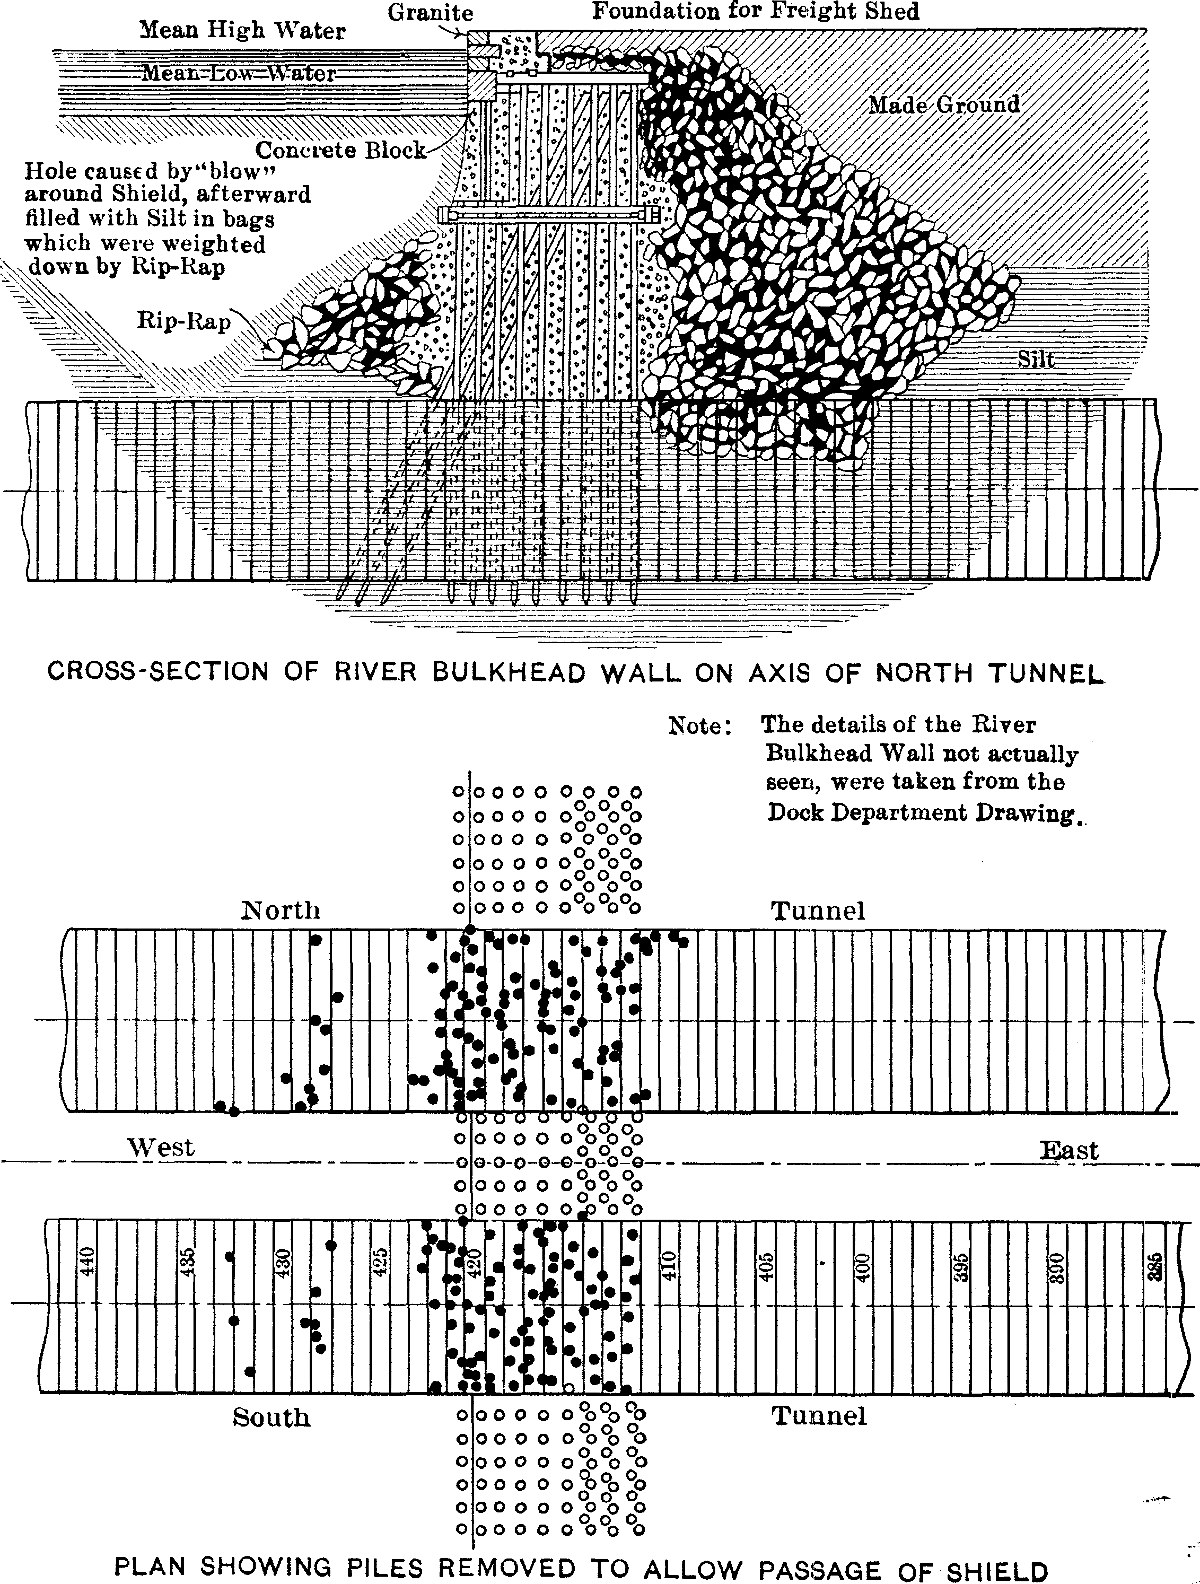 Granite
Foundation for Freight Shed
Mean High Water
Mean Low Water
Made Ground
Concrete Block
Hole caused by "blow"
around Shield, afterward
filled with Silt in bags
which were weighted
down by Rip-Rap
Rip-Rap
Silt
CROSS-SECTION OF RIVER BULKHEAD WALL ON AXIS OF NORTH TUNNEL
Note: The details of the River
Bulkhead Wall not actually
seen, were taken from the
Dock Department Drawing.
North Tunnel
West East
440 435 430 425 420 410 405 400 395 390 385
South Tunnel
PLAN SHOWING PILES REMOVED TO ALLOW PASSAGE OF SHIELD